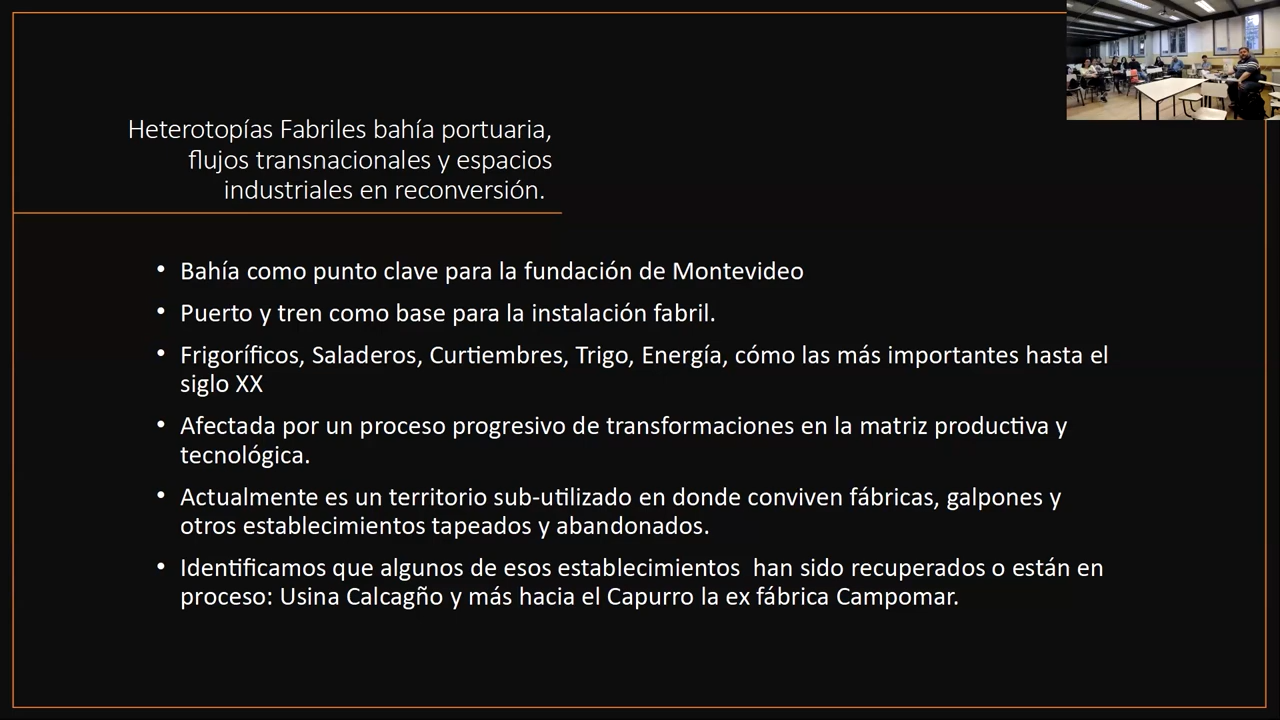 Heterotopías Fabriles bahía portuaria,
flujos transnacionales y espacios
industriales en reconversión.
• Bahía como punto clave para la fundación de Montevideo
• Puerto y tren como base para la instalación fabril.
• Frigoríficos, Saladeros, Curtiembres, Trigo, Energía, cómo las más importantes hasta el
siglo XX
• Afectada por un proceso progresivo de transformaciones en la matriz productiva y
tecnológica.
• Actualmente es un territorio sub-utilizado en donde conviven fábricas, galpones y
otros establecimientos tapeados y abandonados.
• Identificamos que algunos de esos establecimientos  han sido recuperados o están en
proceso: Usina Calcagño y más hacia el Capurro la ex fábrica Campomar.